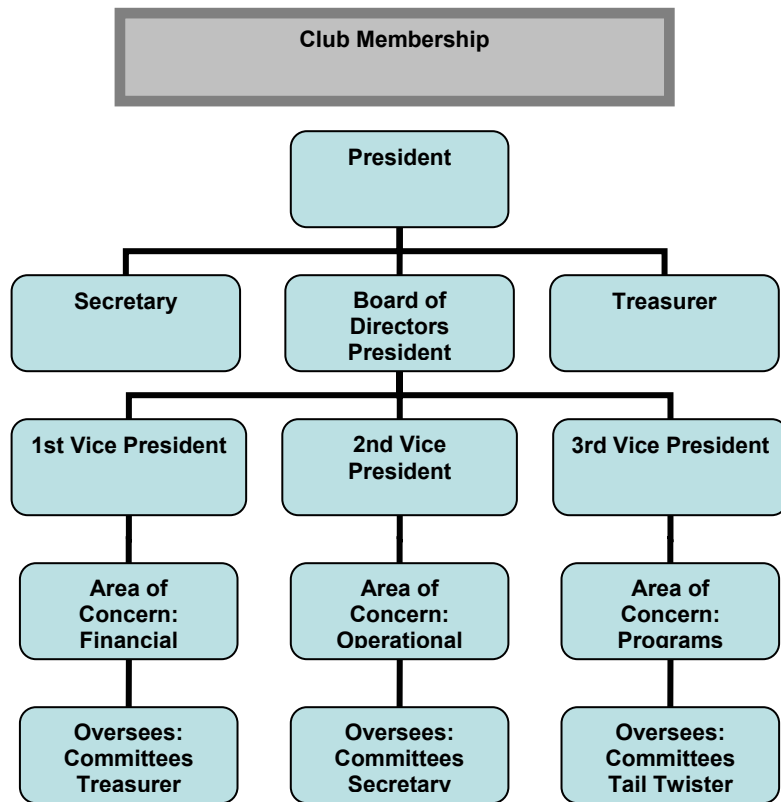 Club Membership
President
Secretary
Board of
Directors
President
Treasurer
1st Vice President
2nd Vice
President
3rd Vice President
Area of
Concern:
Financial
Area of
Concern:
Operational
Area of
Concern:
Programs
Oversees:
Committees
Treasurer
Oversees:
Committees
Secretary
Oversees:
Committees
Tail Twister